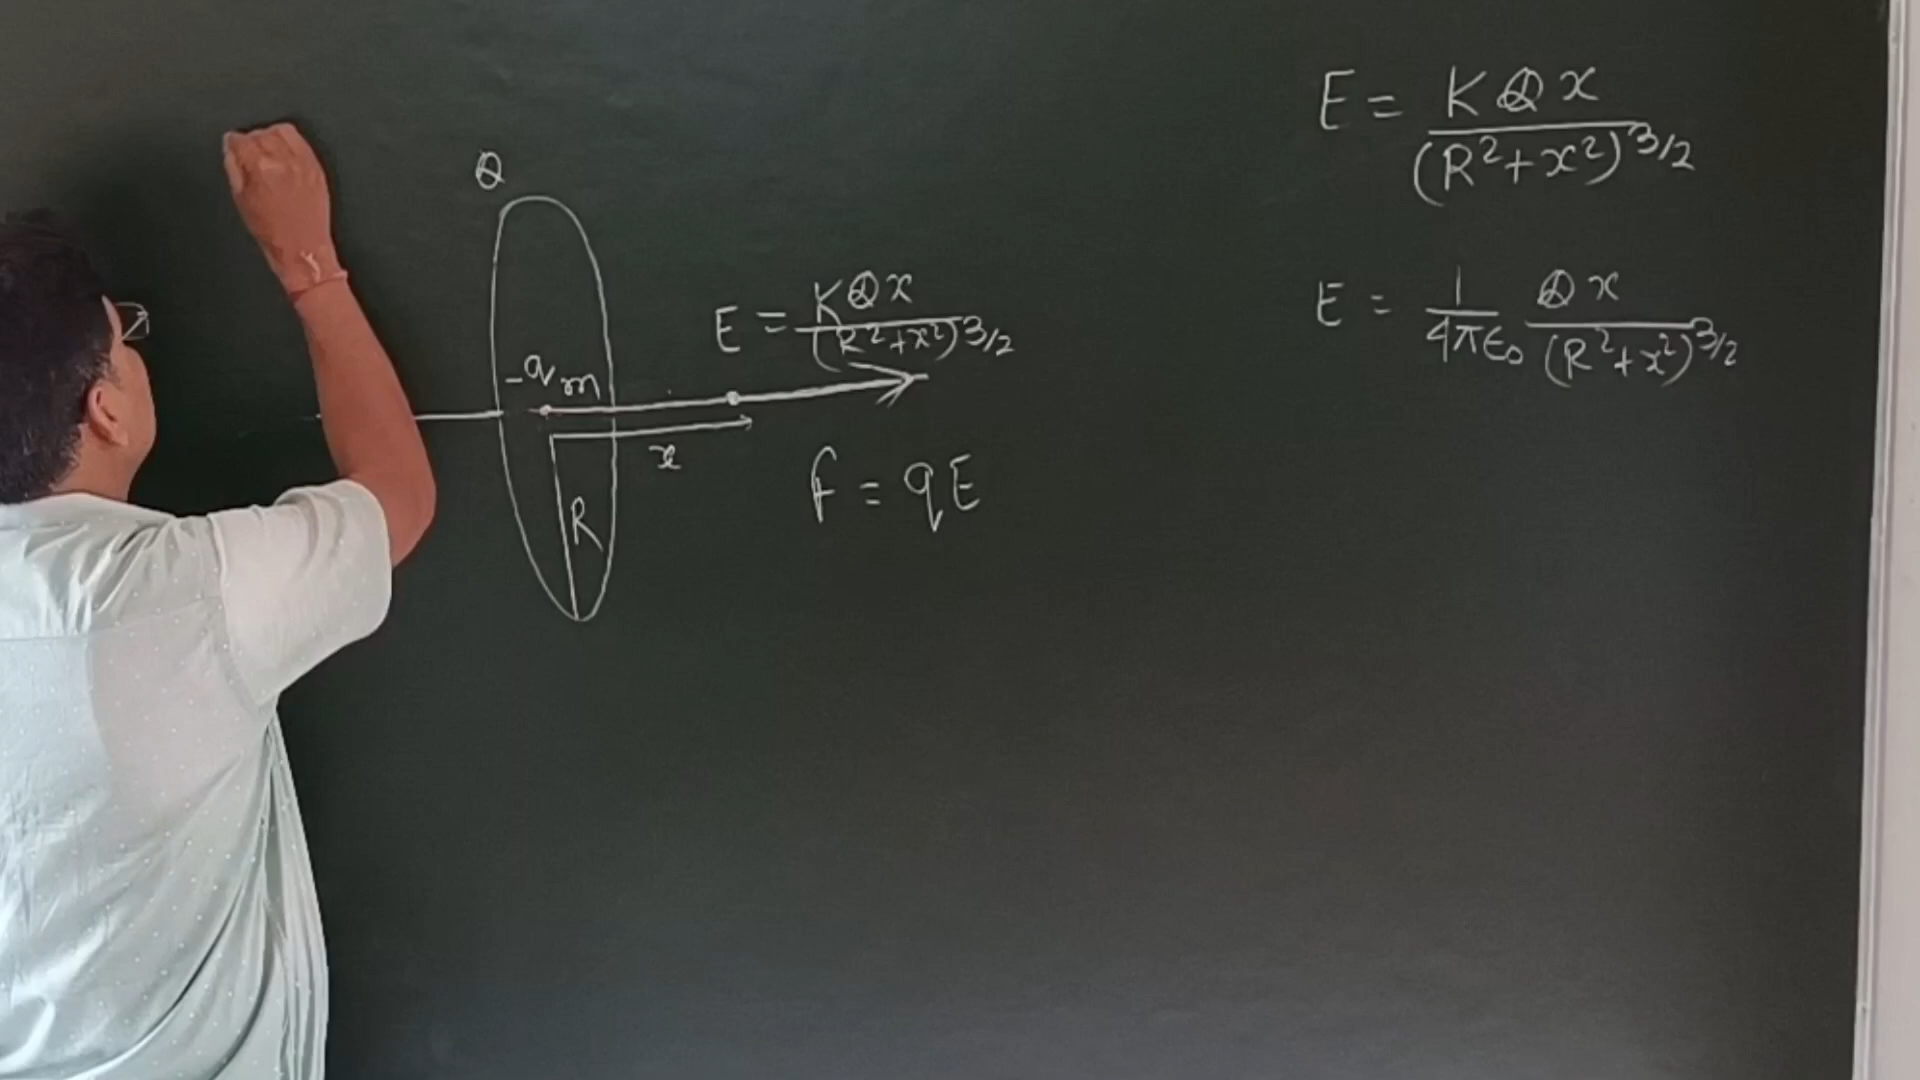 Q
E = KQx / (R²+x²)^3/2
-q m
x
R
f = qE
E = KQx / (R²+x²)^3/2
E = 1/4πε₀ Qx / (R²+x²)^3/2